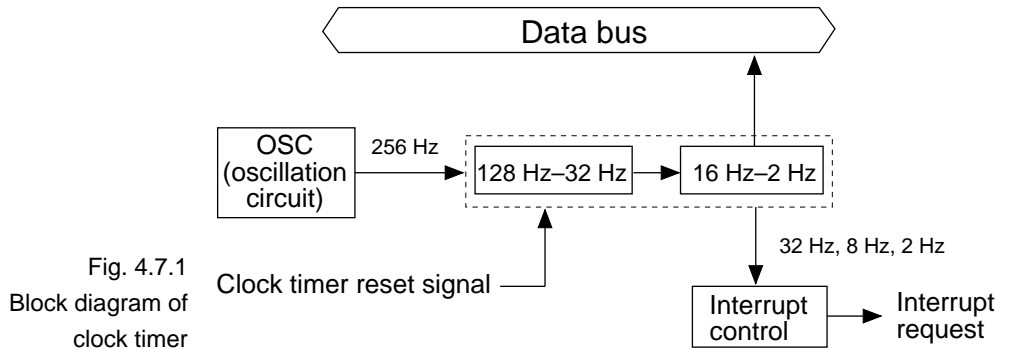 Data bus
OSC
(oscillation
circuit)
256 Hz
128 Hz–32 Hz
16 Hz–2 Hz
32 Hz, 8 Hz, 2 Hz
Clock timer reset signal
Interrupt
control
Interrupt
request
Fig. 4.7.1
Block diagram of
clock timer